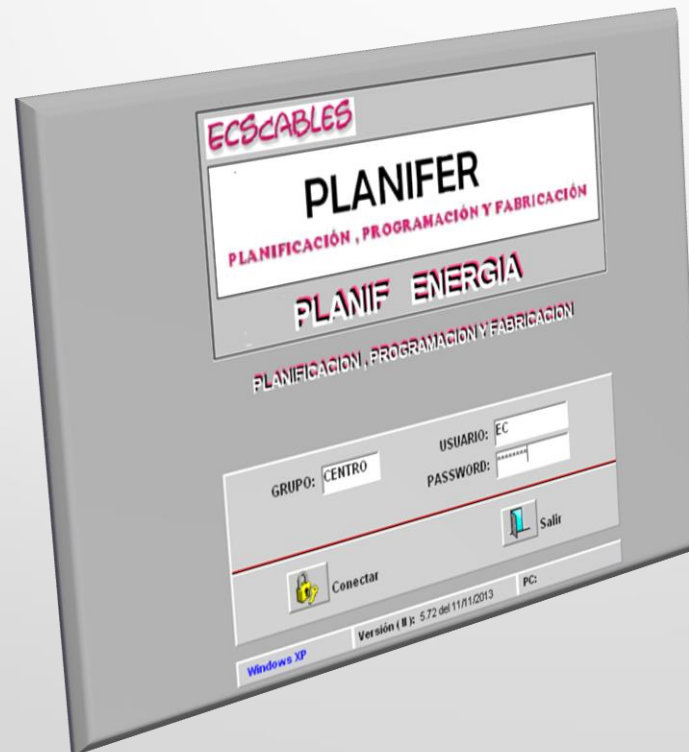 ECSCABLES
PLANIFER
PLANIFICACIÓN , PROGRAMACIÓN Y FABRICACIÓN
PLANIF ENERGIA
PLANIFICACION , PROGRAMACION Y FABRICACION
GRUPO: CENTRO
USUARIO: EC
PASSWORD: ********
Conectar
Salir
Windows XP
Versión ( II ): 5.72 del 11/11/2013
PC: